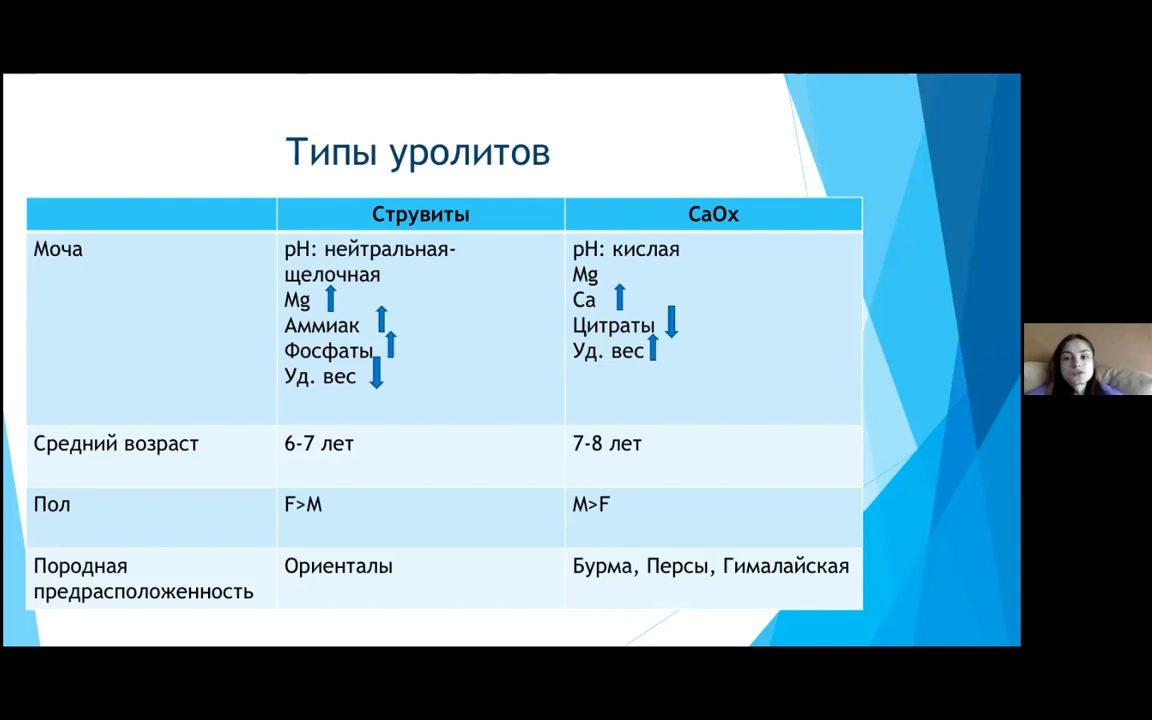 Типы уролитов
Струвиты
CaOx
Моча
pH: нейтральная-
щелочная
Mg
Аммиак
Фосфаты
Уд. вес
pH: кислая
Mg
Ca
Цитраты
Уд. вес
Средний возраст
6-7 лет
7-8 лет
Пол
F>M
M>F
Породная
предрасположенность
Ориенталы
Бурма, Персы, Гималайская